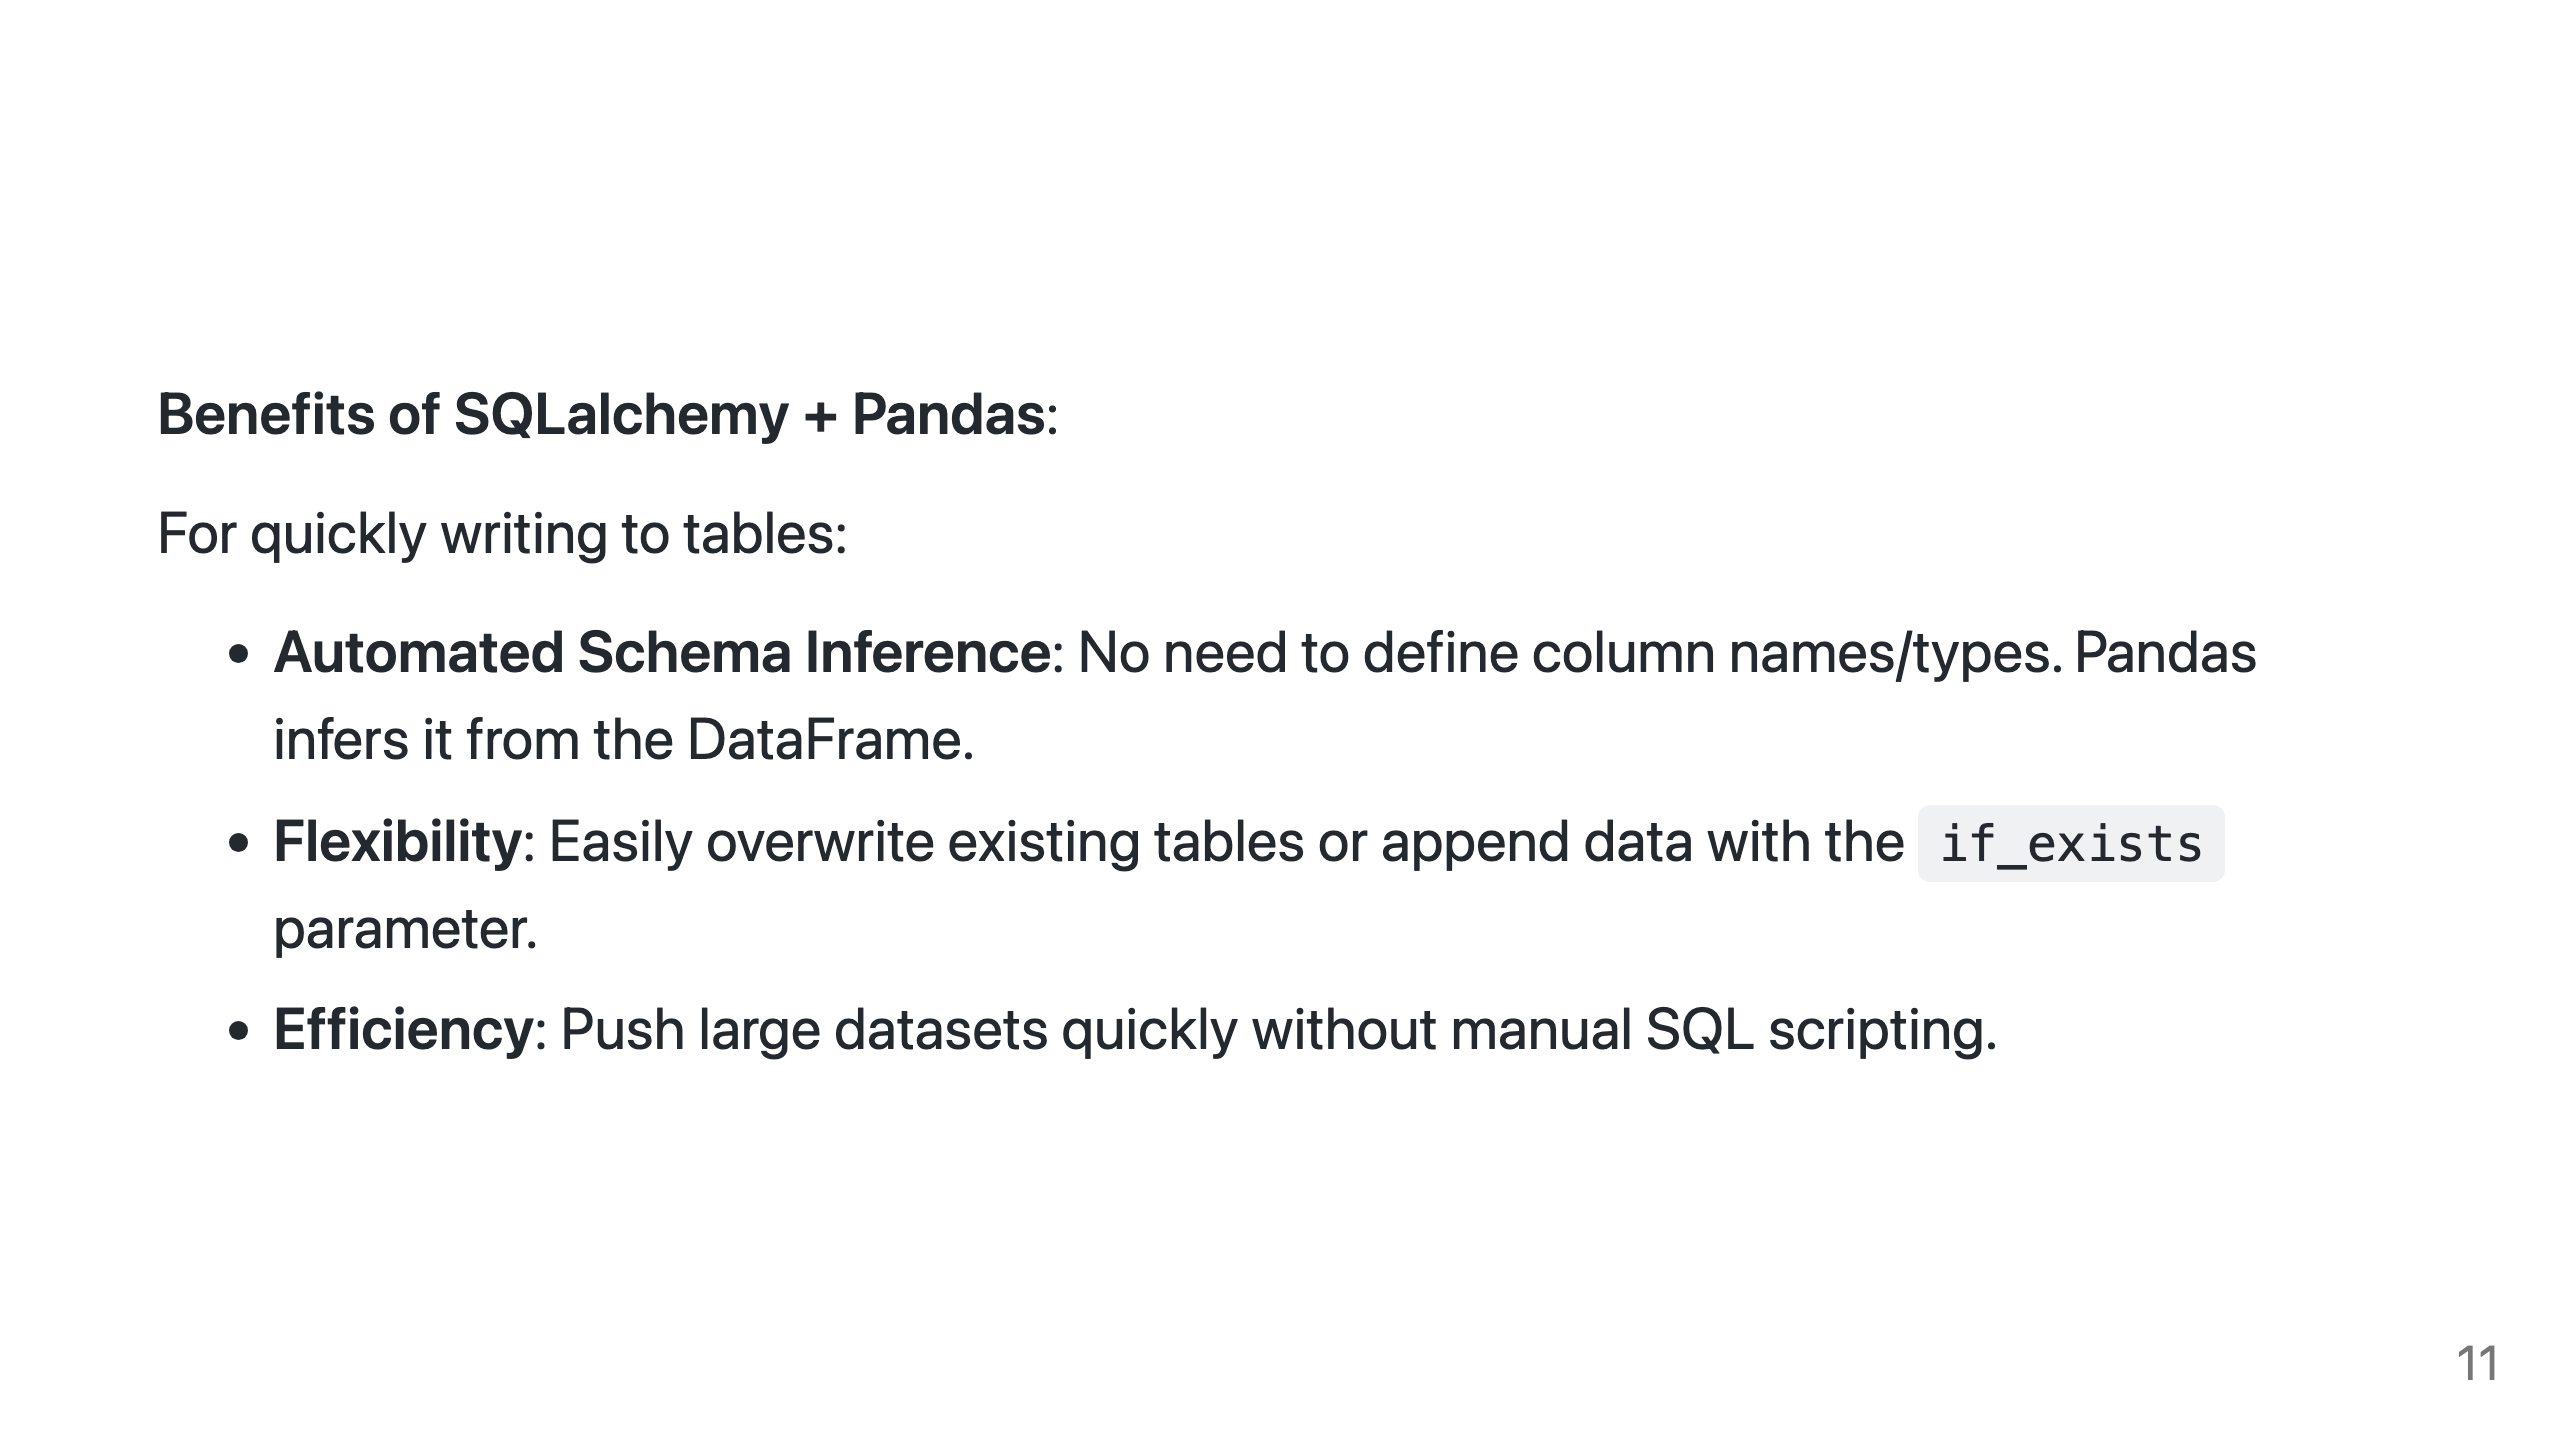 Benefits of SQLalchemy + Pandas:
For quickly writing to tables:
• Automated Schema Inference: No need to define column names/types. Pandas
infers it from the DataFrame.
• Flexibility: Easily overwrite existing tables or append data with the if_exists
parameter.
• Efficiency: Push large datasets quickly without manual SQL scripting.
11